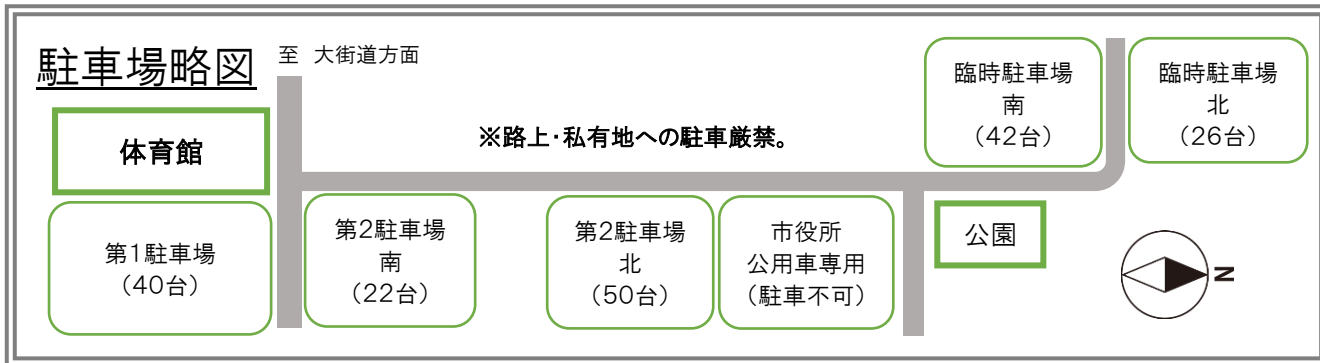 駐車場略図
至 大街道方面
体育館
第1駐車場
（40台）
※路上・私有地への駐車厳禁。
第2駐車場
南
（22台）
第2駐車場
北
（50台）
市役所
公用車専用
（駐車不可）
臨時駐車場
南
（42台）
臨時駐車場
北
（26台）
公園
N